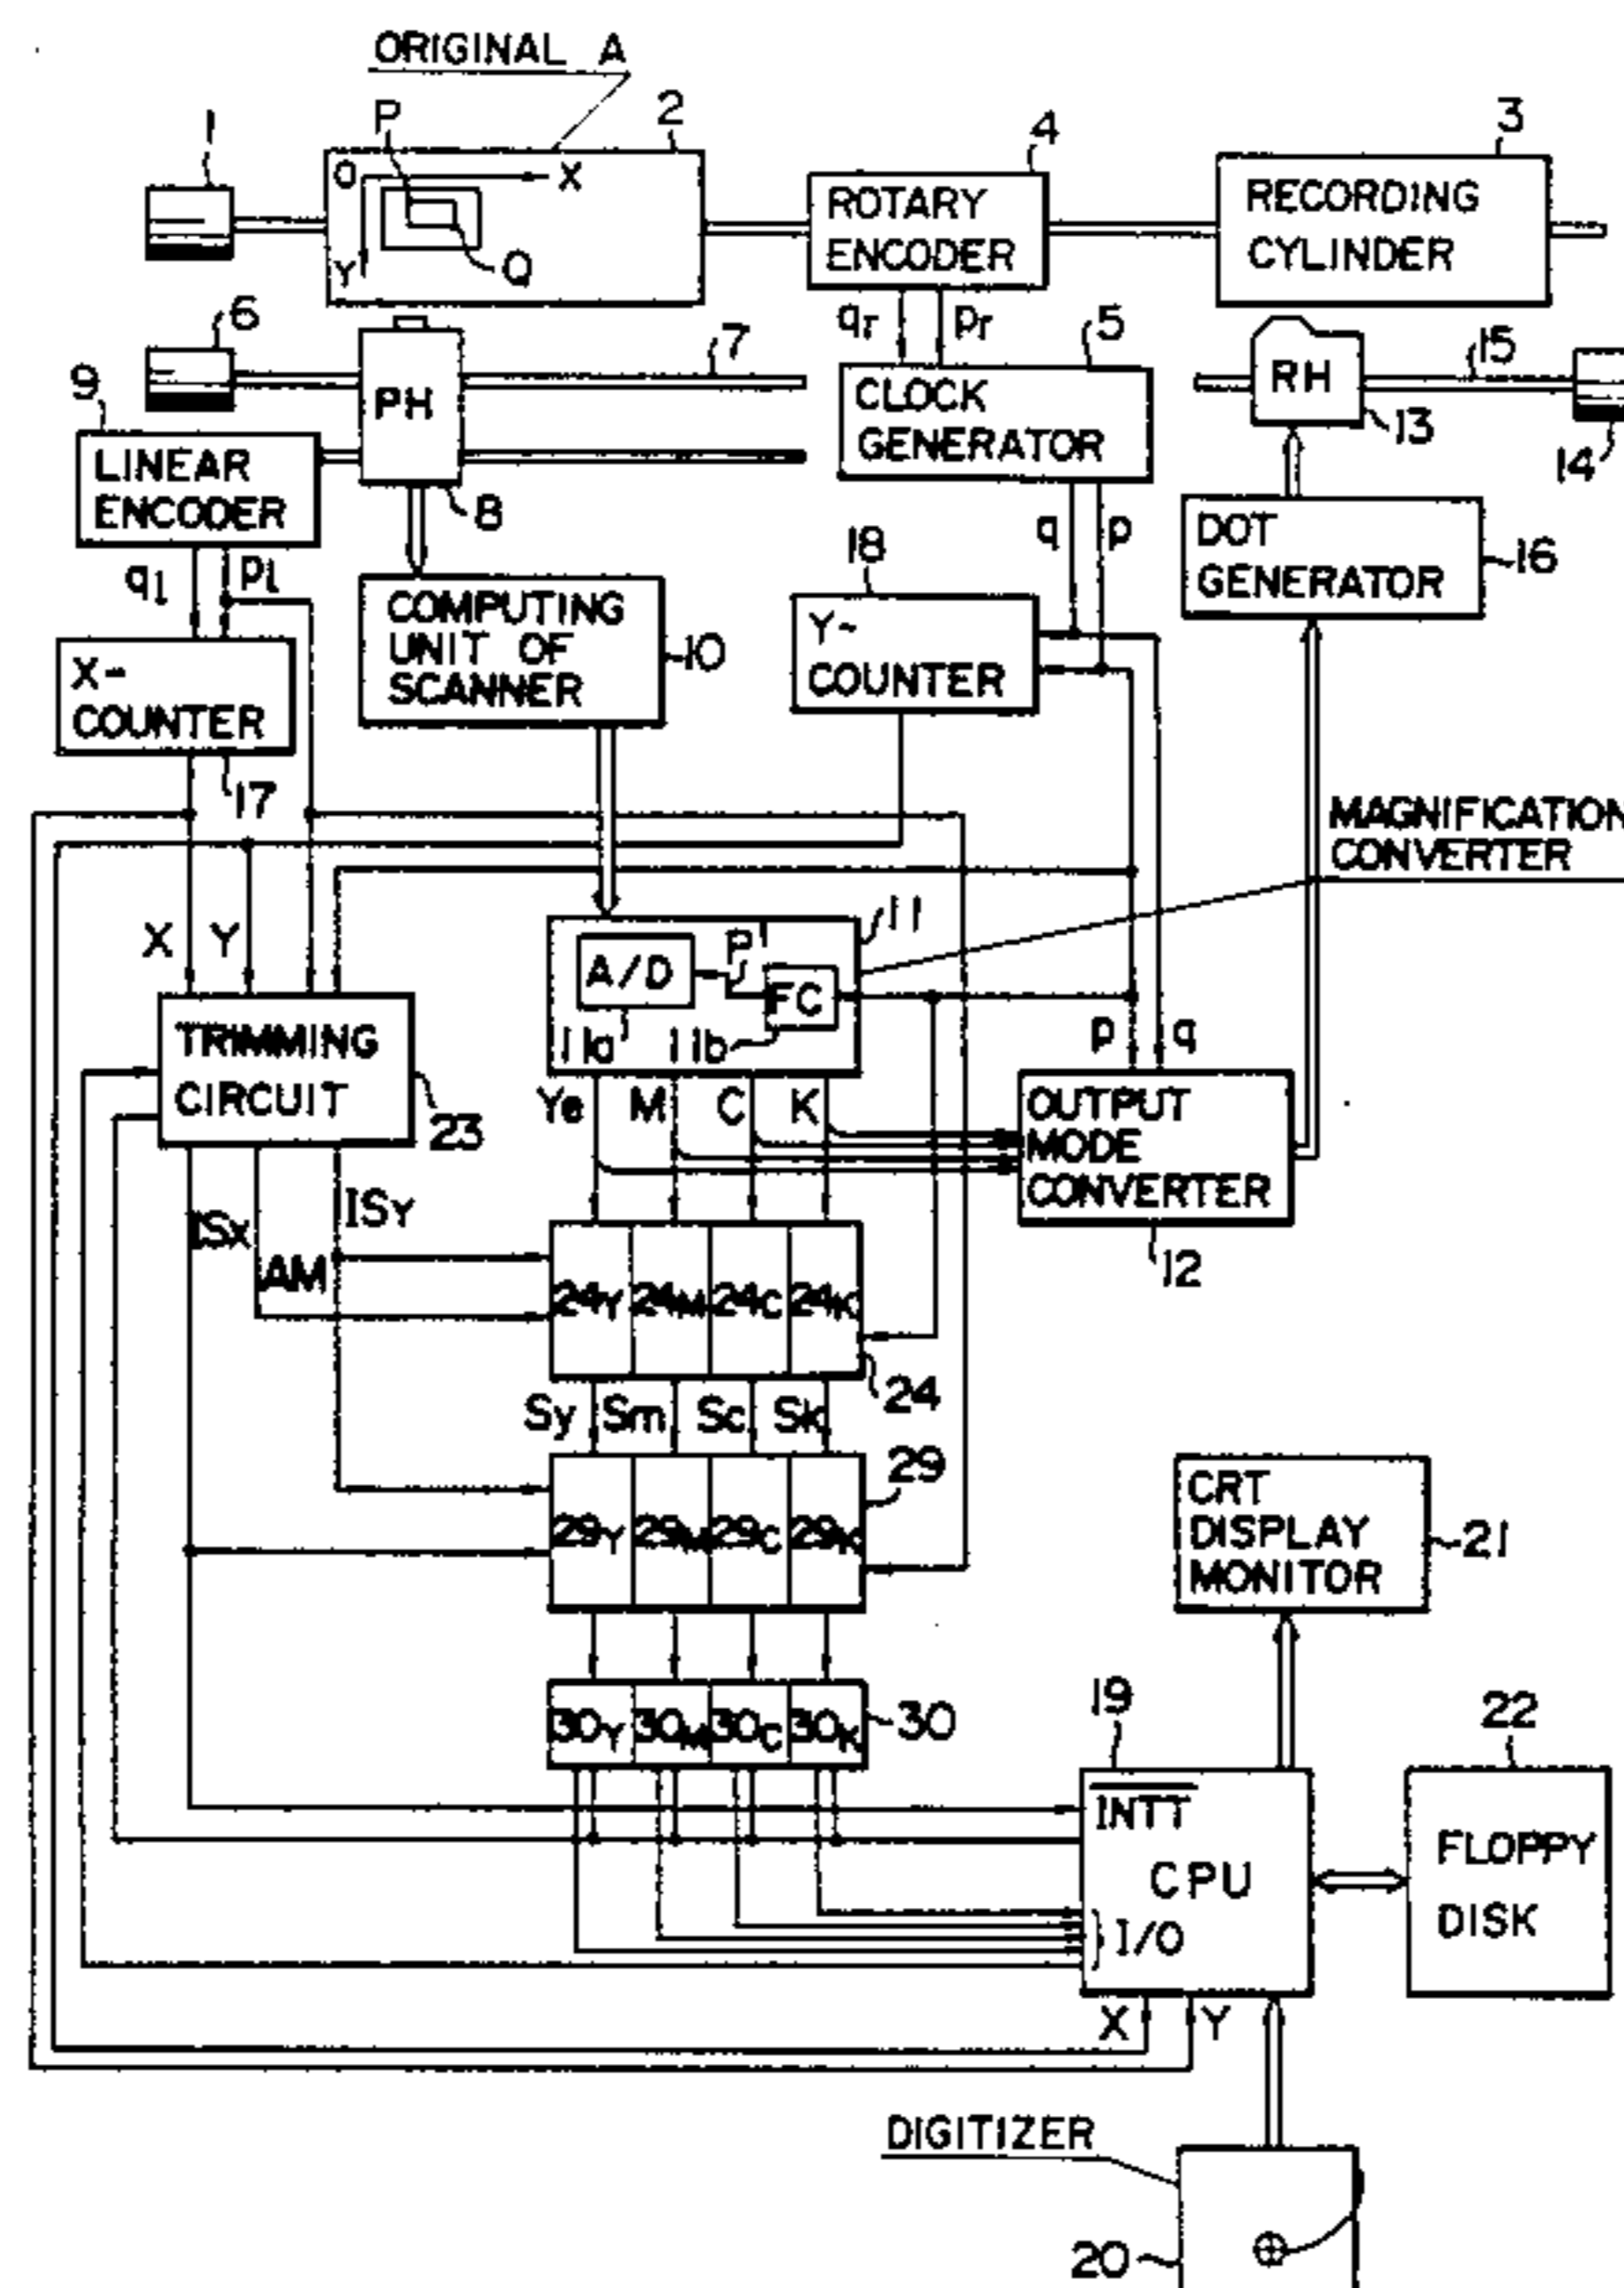 ORIGINAL A
1
P
2
4
3
O
X
Y
Q
ROTARY
ENCODER
RECORDING
CYLINDER
6
7
qr
pr
5
9
PH
CLOCK
GENERATOR
RH
15
13
14
LINEAR
ENCODER
8
q
p
DOT
GENERATOR
16
ql
pl
18
COMPUTING
UNIT OF
SCANNER
10
Y-
COUNTER
X-
COUNTER
17
MAGNIFICATION
CONVERTER
X
Y
11
A/D
P'
FC
11a
11b
p
q
TRIMMING
CIRCUIT
23
Ye
M
C
K
OUTPUT
MODE
CONVERTER
12
ISX
ISY
AM
24Y
24M
24C
24K
24
Sy
Sm
Sc
Sk
29
29Y
29M
29C
29K
CRT
DISPLAY
MONITOR
21
30Y
30M
30C
30K
30
19
22
INTT
CPU
I/O
FLOPPY
DISK
X
Y
DIGITIZER
20